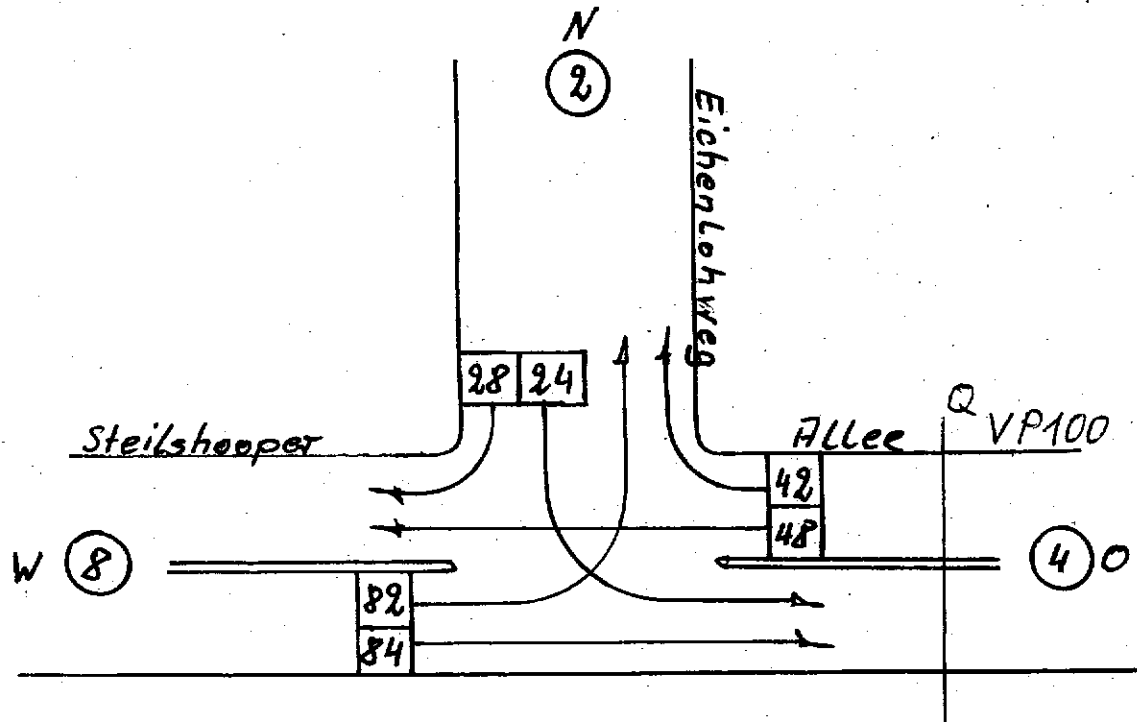 N
2
Eichenlohweg
28 24
Steilshooper
Allee
Q
VP100
42
48
W 8
4 O
82
84